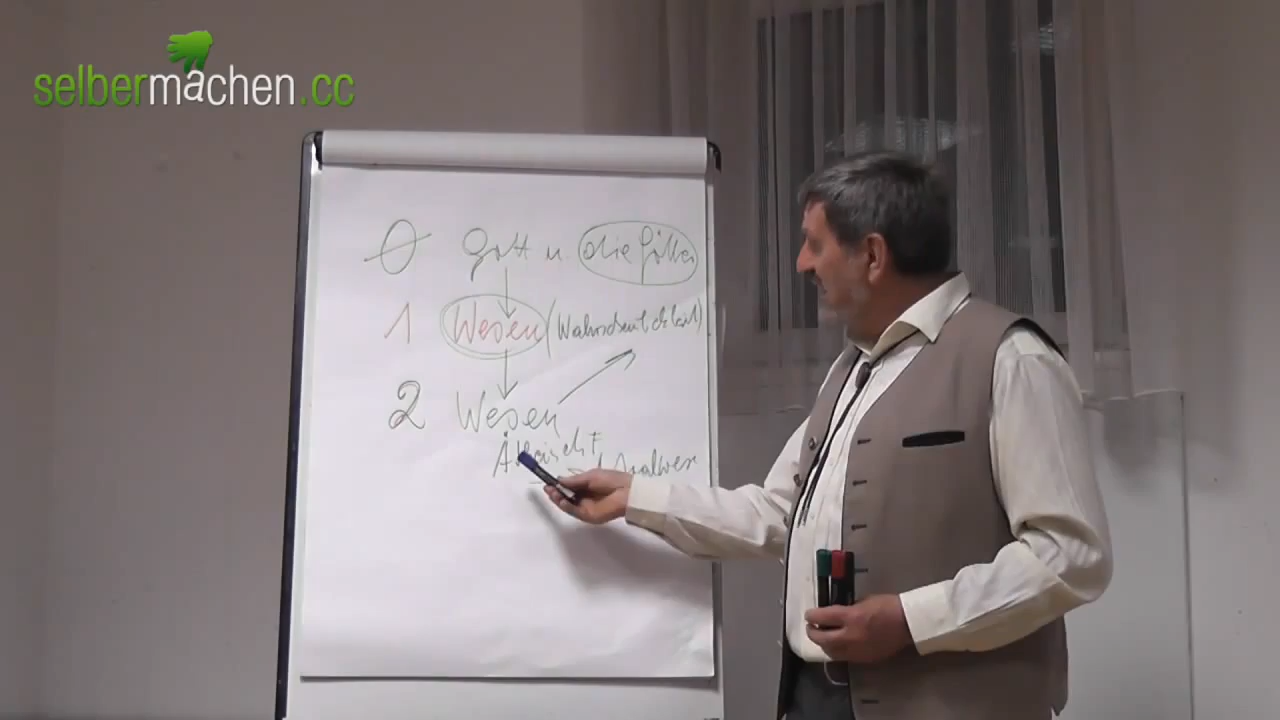 selbermachen.cc
0 Gott u. die Götter
1 Wesen (Wahrscheinlichkeit)
2 Wesen